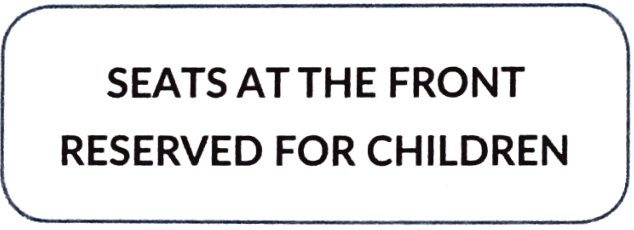 SEATS AT THE FRONT
RESERVED FOR CHILDREN